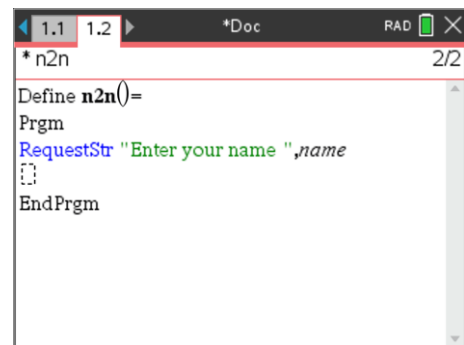 1.1 1.2 *Doc RAD
* n2n 2/2
Define n2n()=
Prgm
RequestStr "Enter your name ",name
EndPrgm